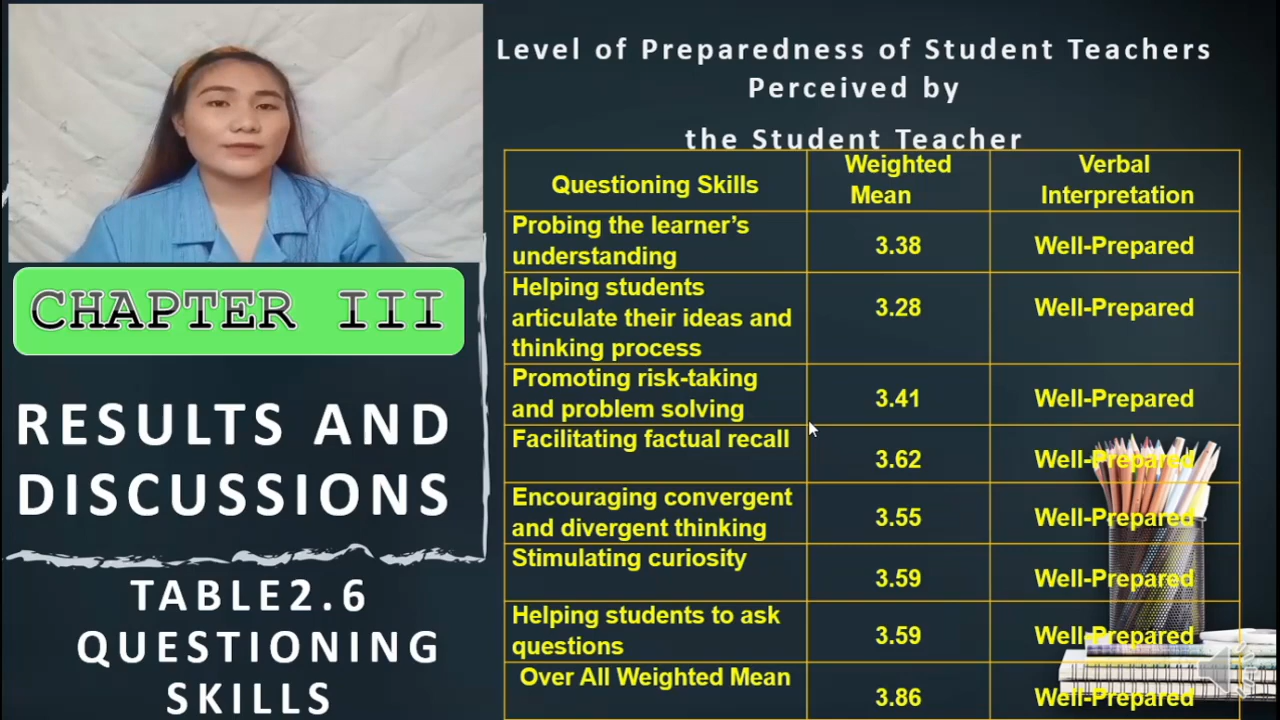 Level of Preparedness of Student Teachers
Perceived by
the Student Teacher
CHAPTER III
RESULTS AND
DISCUSSIONS
TABLE2.6
QUESTIONING
SKILLS
Questioning Skills
Weighted
Mean
Verbal
Interpretation
Probing the learner’s
understanding
3.38
Well-Prepared
Helping students
articulate their ideas and
thinking process
3.28
Well-Prepared
Promoting risk-taking
and problem solving
3.41
Well-Prepared
Facilitating factual recall
3.62
Well-Prepared
Encouraging convergent
and divergent thinking
3.55
Well-Prepared
Stimulating curiosity
3.59
Well-Prepared
Helping students to ask
questions
3.59
Well-Prepared
Over All Weighted Mean
3.86
Well-Prepared